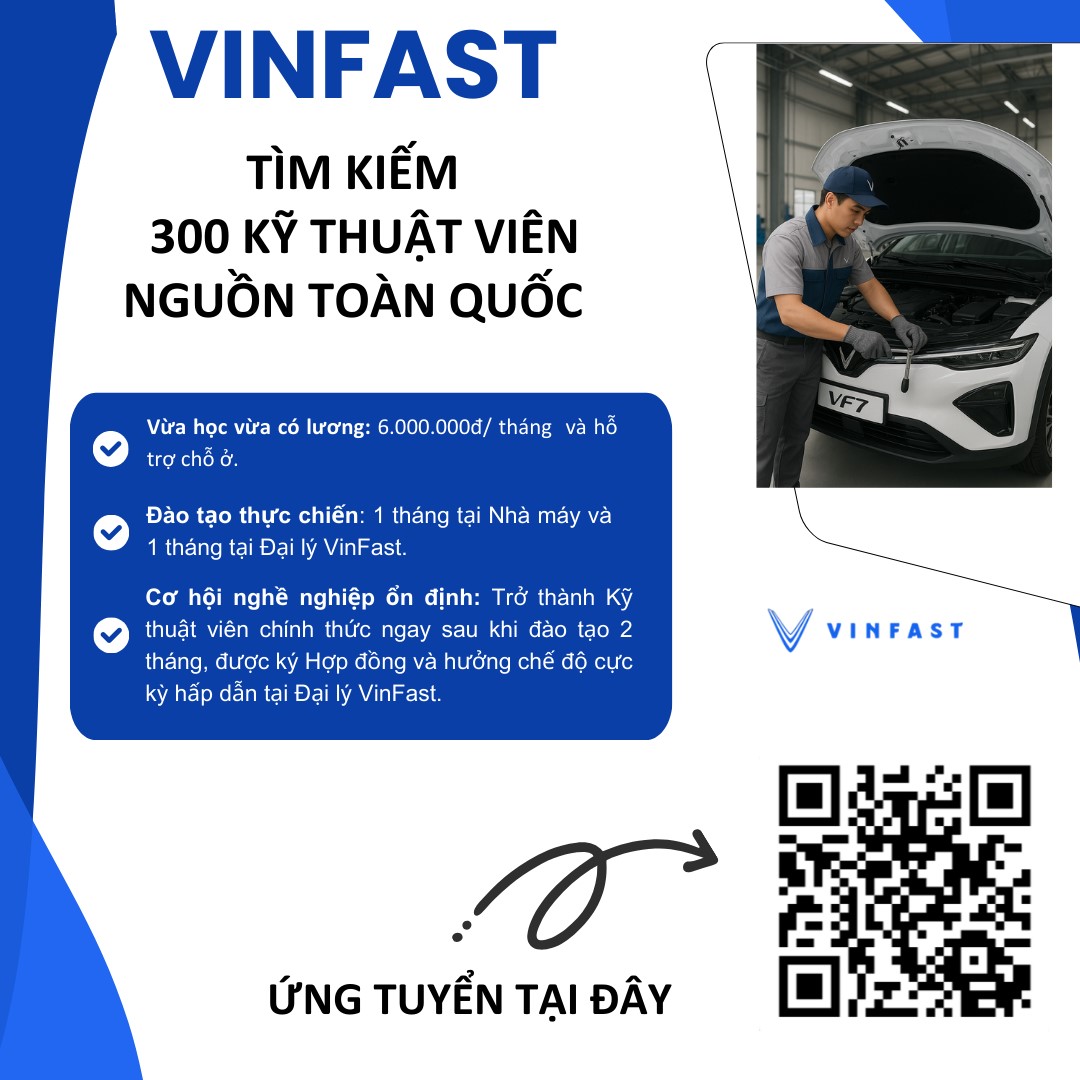 VINFAST
TÌM KIẾM
300 KỸ THUẬT VIÊN
NGUỒN TOÀN QUỐC
Vừa học vừa có lương: 6.000.000đ/ tháng và hỗ
trợ chỗ ở.
Đào tạo thực chiến: 1 tháng tại Nhà máy và
1 tháng tại Đại lý VinFast.
Cơ hội nghề nghiệp ổn định: Trở thành Kỹ
thuật viên chính thức ngay sau khi đào tạo 2
tháng, được ký Hợp đồng và hưởng chế độ cực
kỳ hấp dẫn tại Đại lý VinFast.
VF7
VINFAST
ỨNG TUYỂN TẠI ĐÂY